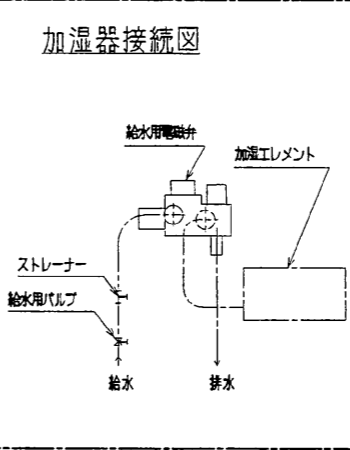 加湿器接続図
給水用電磁弁
加湿エレメント
ストレーナー
給水用バルブ
給水
排水